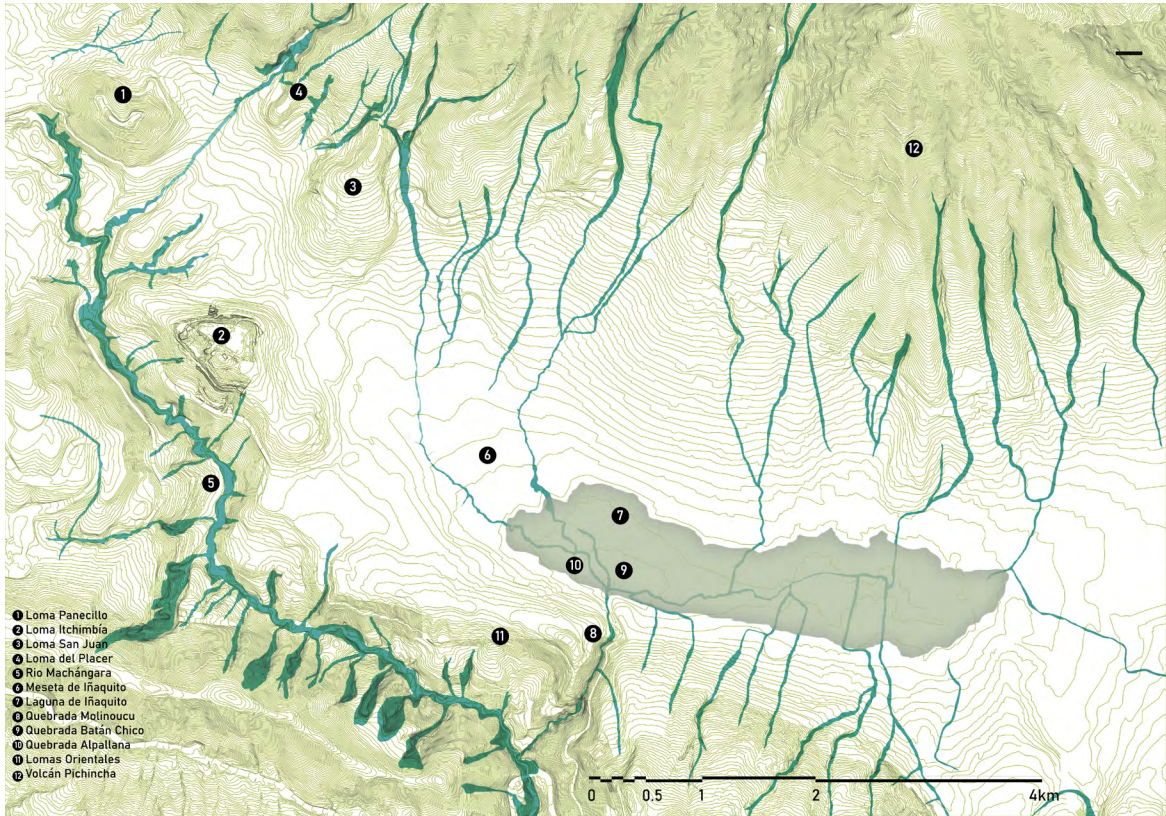 1
4
12
3
2
6
5
7
10
9
11
8
1 Loma Panecillo
2 Loma Itchimbía
3 Loma San Juan
4 Loma del Placer
5 Río Machángara
6 Meseta de Iñaquito
7 Laguna de Iñaquito
8 Quebrada Molinoucu
9 Quebrada Batán Chico
10 Quebrada Alpallana
11 Lomas Orientales
12 Volcán Pichincha
0 0.5 1 2 4km